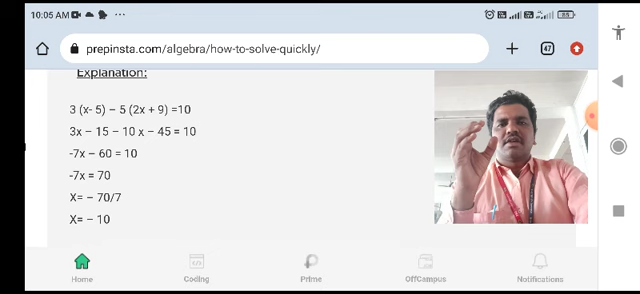 10:05 AM
85
prepinsta.com/algebra/how-to-solve-quickly/
47
Explanation:
3 (x- 5) – 5 (2x + 9) =10
3x – 15 – 10 x – 45 = 10
-7x – 60 = 10
-7x = 70
X= – 70/7
X= – 10
Home
Coding
Prime
OffCampus
Notifications